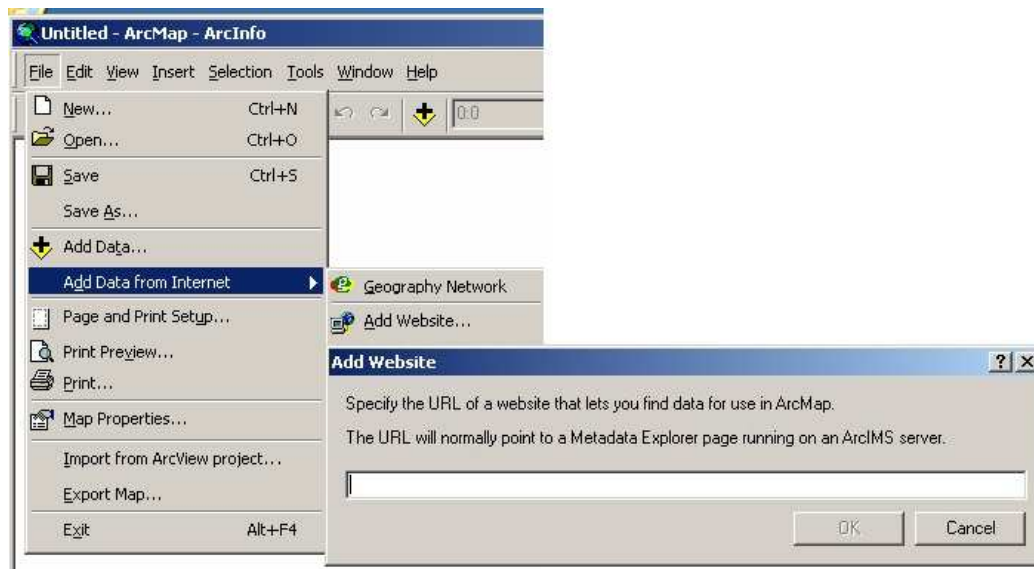 Untitled - ArcMap - ArcInfo
File Edit View Insert Selection Tools Window Help
New... Ctrl+N
0:0
Open... Ctrl+O
Save Ctrl+S
Save As...
Add Data...
Add Data from Internet
Geography Network
Page and Print Setup...
Add Website...
Print Preview...
Print...
Map Properties...
Import from ArcView project...
Export Map...
Exit Alt+F4
Add Website
Specify the URL of a website that lets you find data for use in ArcMap.
The URL will normally point to a Metadata Explorer page running on an ArcIMS server.
OK Cancel